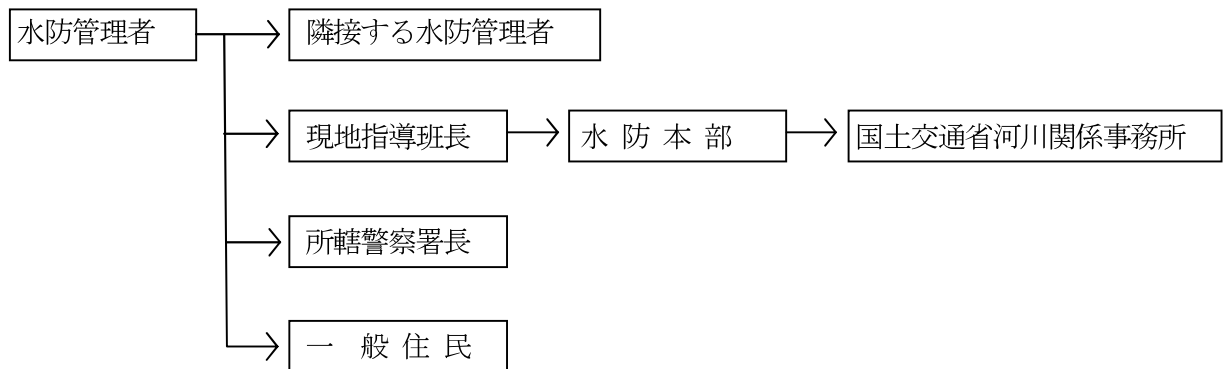 水防管理者
隣接する水防管理者
現地指導班長
水防本部
国土交通省河川関係事務所
所轄警察署長
一般住民